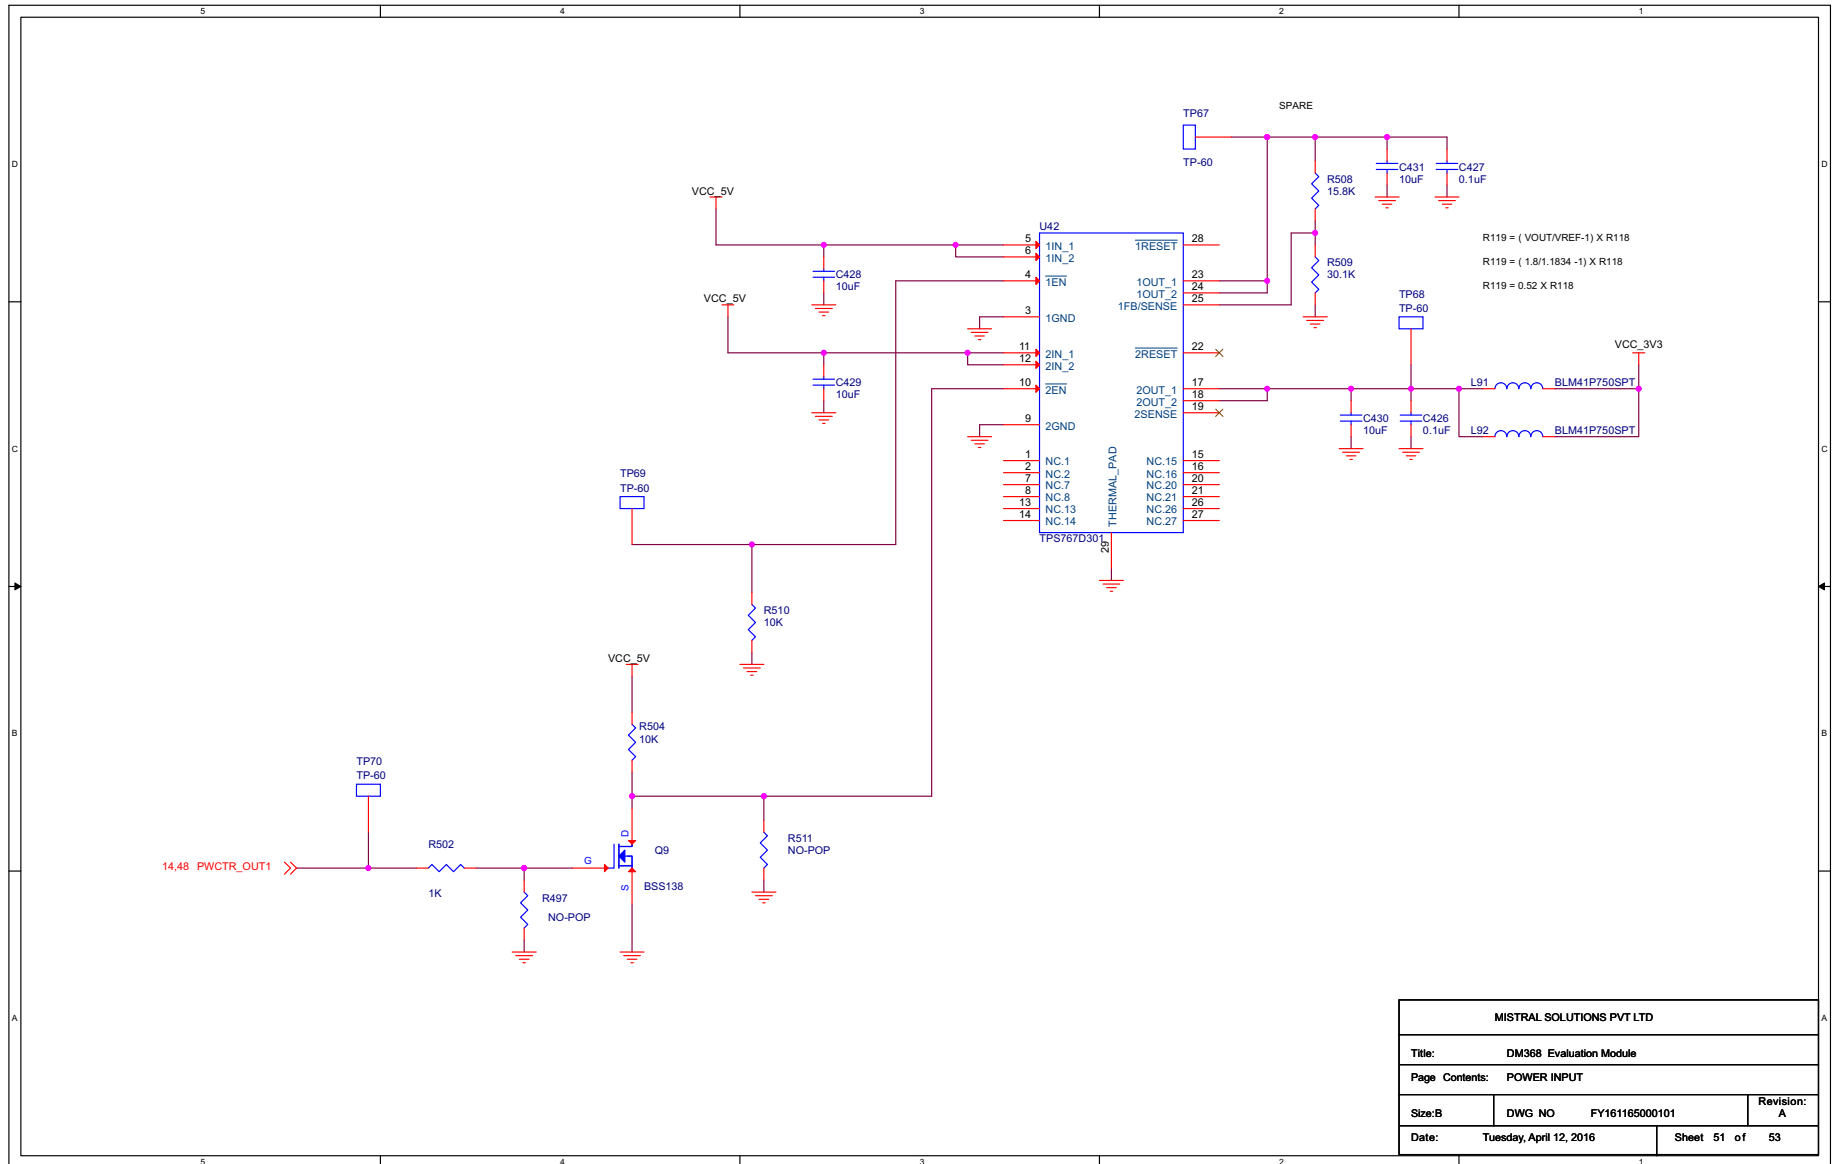 5 4 3 2 1
D
C
B
A
D
C
B
A
SPARE
TP67
TP-60
C431
10uF
C427
0.1uF
R508
15.8K
R509
30.1K
R119 = ( VOUT/VREF-1) X R118
R119 = ( 1.8/1.1834 -1) X R118
R119 = 0.52 X R118
VCC_5V
C428
10uF
VCC_5V
C429
10uF
U42
5 1IN_1
6 1IN_2
4 1EN
3 1GND
11 2IN_1
12 2IN_2
10 2EN
9 2GND
1 NC.1
2 NC.2
7 NC.7
8 NC.8
13 NC.13
14 NC.14
1RESET 28
1OUT_1 23
1OUT_2 24
1FB/SENSE 25
2RESET 22
2OUT_1 17
2OUT_2 18
2SENSE 19
NC.15 15
NC.16 16
NC.20 20
NC.21 21
NC.26 26
NC.27 27
THERMAL_PAD
29
TPS767D301
TP68
TP-60
VCC_3V3
L91 BLM41P750SPT
L92 BLM41P750SPT
C430
10uF
C426
0.1uF
TP69
TP-60
R510
10K
VCC_5V
R504
10K
TP70
TP-60
14,48 PWCTR_OUT1
R502
1K
R497
NO-POP
G
D
S
Q9
BSS138
R511
NO-POP
MISTRAL SOLUTIONS PVT LTD
Title: DM368 Evaluation Module
Page Contents: POWER INPUT
Size:B DWG NO FY161165000101 Revision: A
Date: Tuesday, April 12, 2016 Sheet 51 of 53
5 4 3 2 1